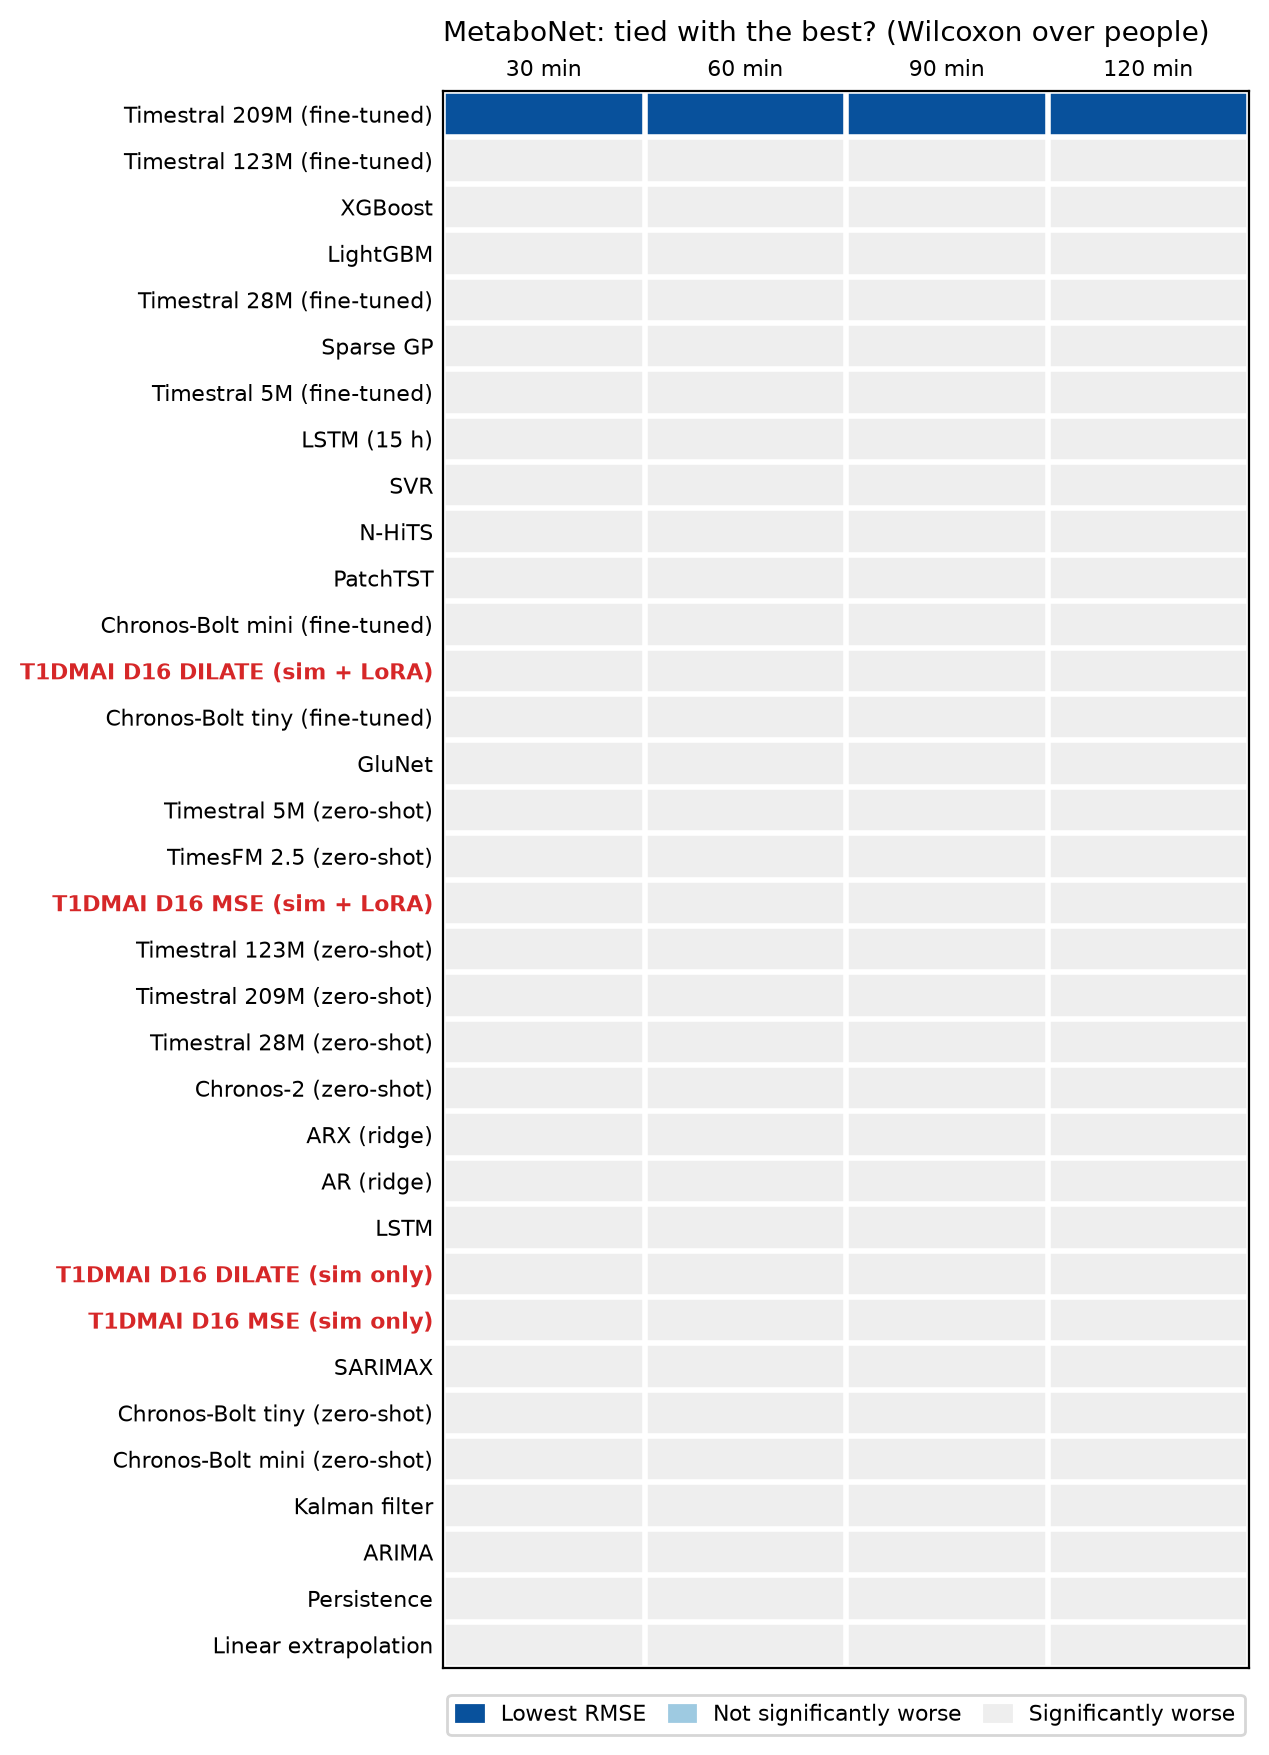 MetaboNet: tied with the best? (Wilcoxon over people)
30 min 60 min 90 min 120 min
Timestral 209M (fine-tuned)
Timestral 123M (fine-tuned)
XGBoost
LightGBM
Timestral 28M (fine-tuned)
Sparse GP
Timestral 5M (fine-tuned)
LSTM (15 h)
SVR
N-HiTS
PatchTST
Chronos-Bolt mini (fine-tuned)
T1DMAI D16 DILATE (sim + LoRA)
Chronos-Bolt tiny (fine-tuned)
GluNet
Timestral 5M (zero-shot)
TimesFM 2.5 (zero-shot)
T1DMAI D16 MSE (sim + LoRA)
Timestral 123M (zero-shot)
Timestral 209M (zero-shot)
Timestral 28M (zero-shot)
Chronos-2 (zero-shot)
ARX (ridge)
AR (ridge)
LSTM
T1DMAI D16 DILATE (sim only)
T1DMAI D16 MSE (sim only)
SARIMAX
Chronos-Bolt tiny (zero-shot)
Chronos-Bolt mini (zero-shot)
Kalman filter
ARIMA
Persistence
Linear extrapolation
Lowest RMSE Not significantly worse Significantly worse